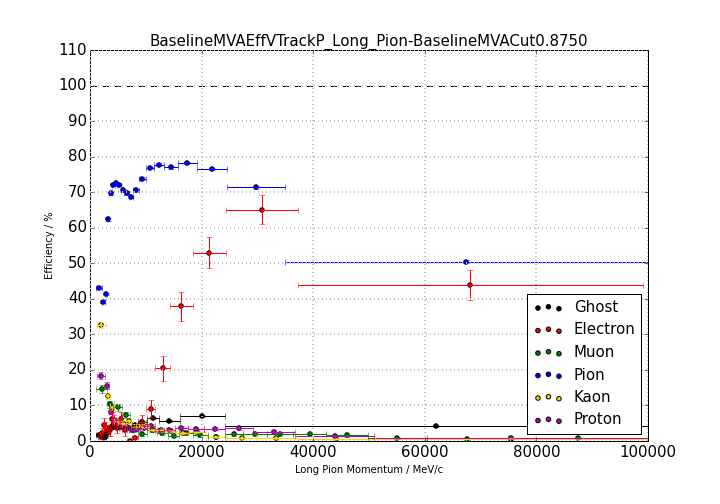 BaselineMVAEffVTrackP_Long_Pion-BaselineMVACut0.8750
110
100
90
80
70
60
50
40
30
20
10
0
Efficiency / %
Ghost
Electron
Muon
Pion
Kaon
Proton
0 20000 40000 60000 80000 100000
Long Pion Momentum / MeV/c